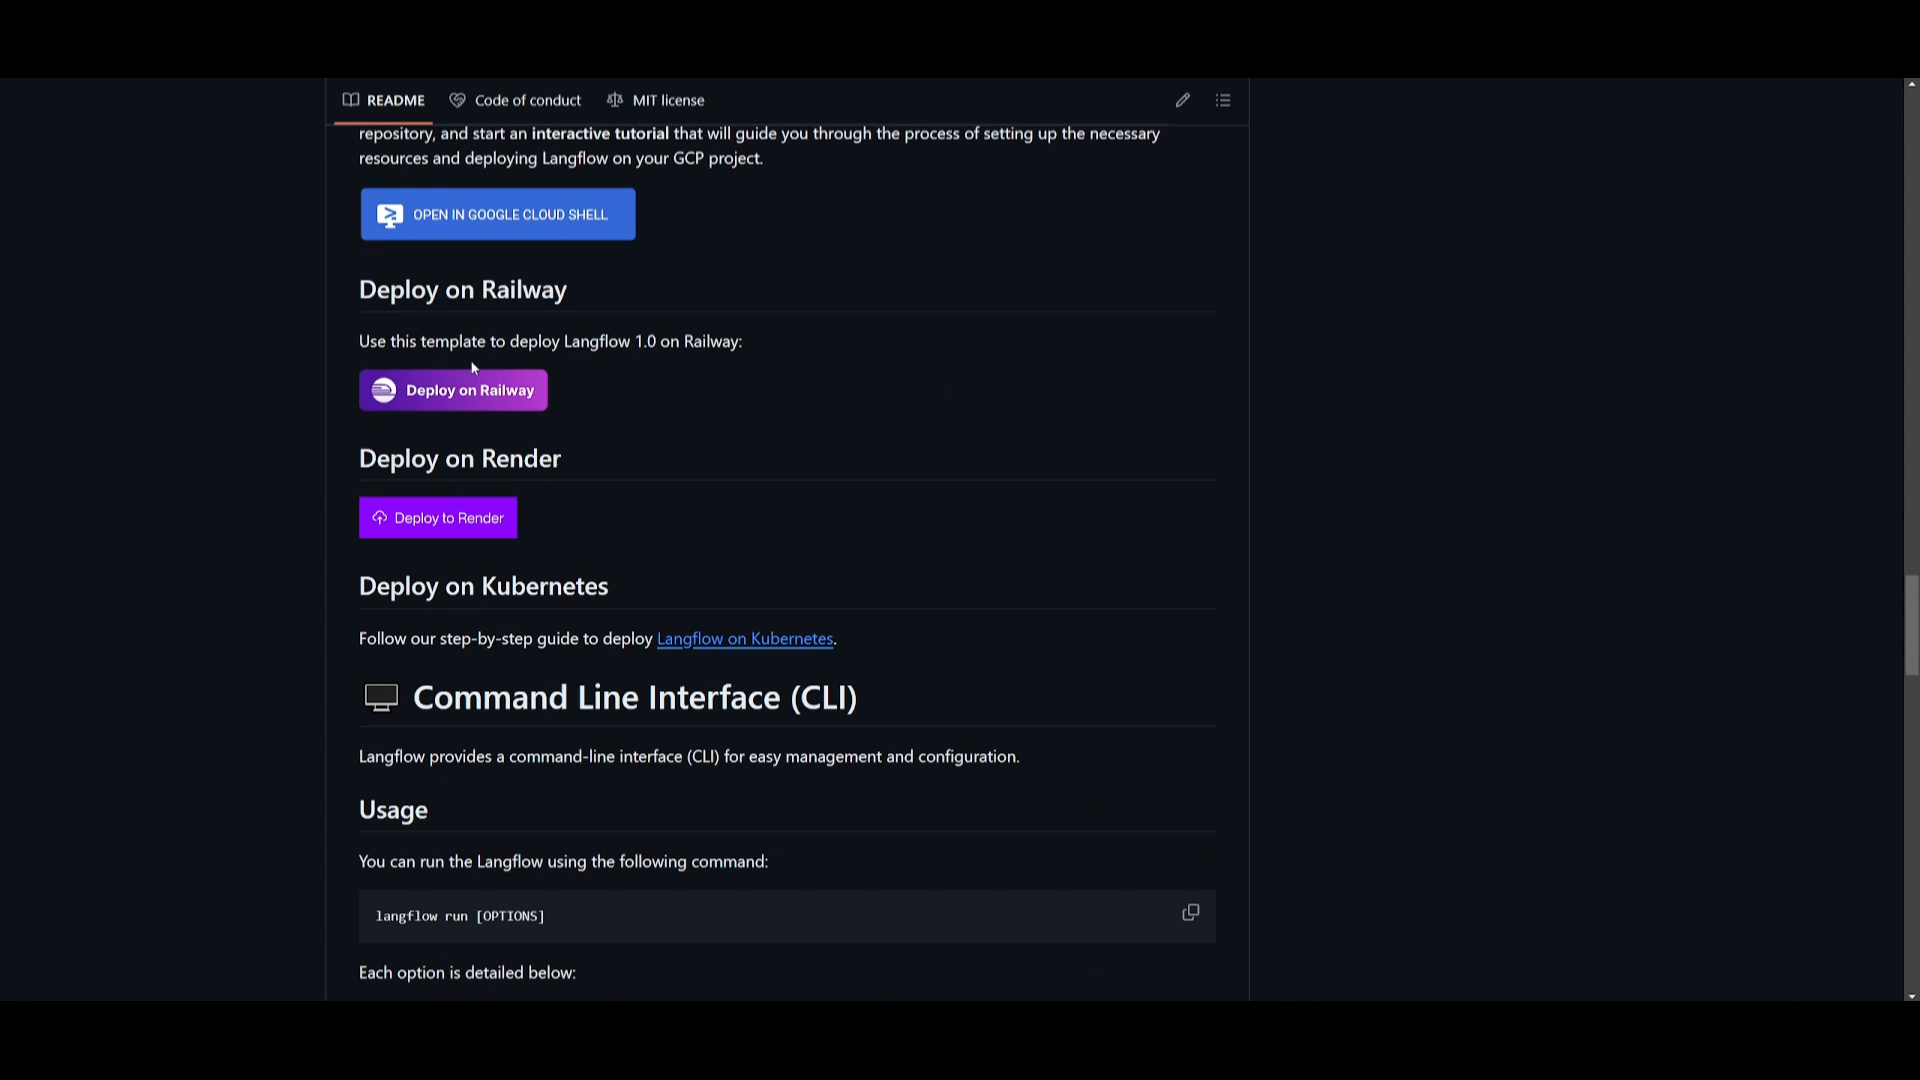 README Code of conduct MIT license
repository, and start an interactive tutorial that will guide you through the process of setting up the necessary
resources and deploying Langflow on your GCP project.
OPEN IN GOOGLE CLOUD SHELL
Deploy on Railway
Use this template to deploy Langflow 1.0 on Railway:
Deploy on Railway
Deploy on Render
Deploy to Render
Deploy on Kubernetes
Follow our step-by-step guide to deploy Langflow on Kubernetes.
Command Line Interface (CLI)
Langflow provides a command-line interface (CLI) for easy management and configuration.
Usage
You can run the Langflow using the following command:
langflow run [OPTIONS]
Each option is detailed below: